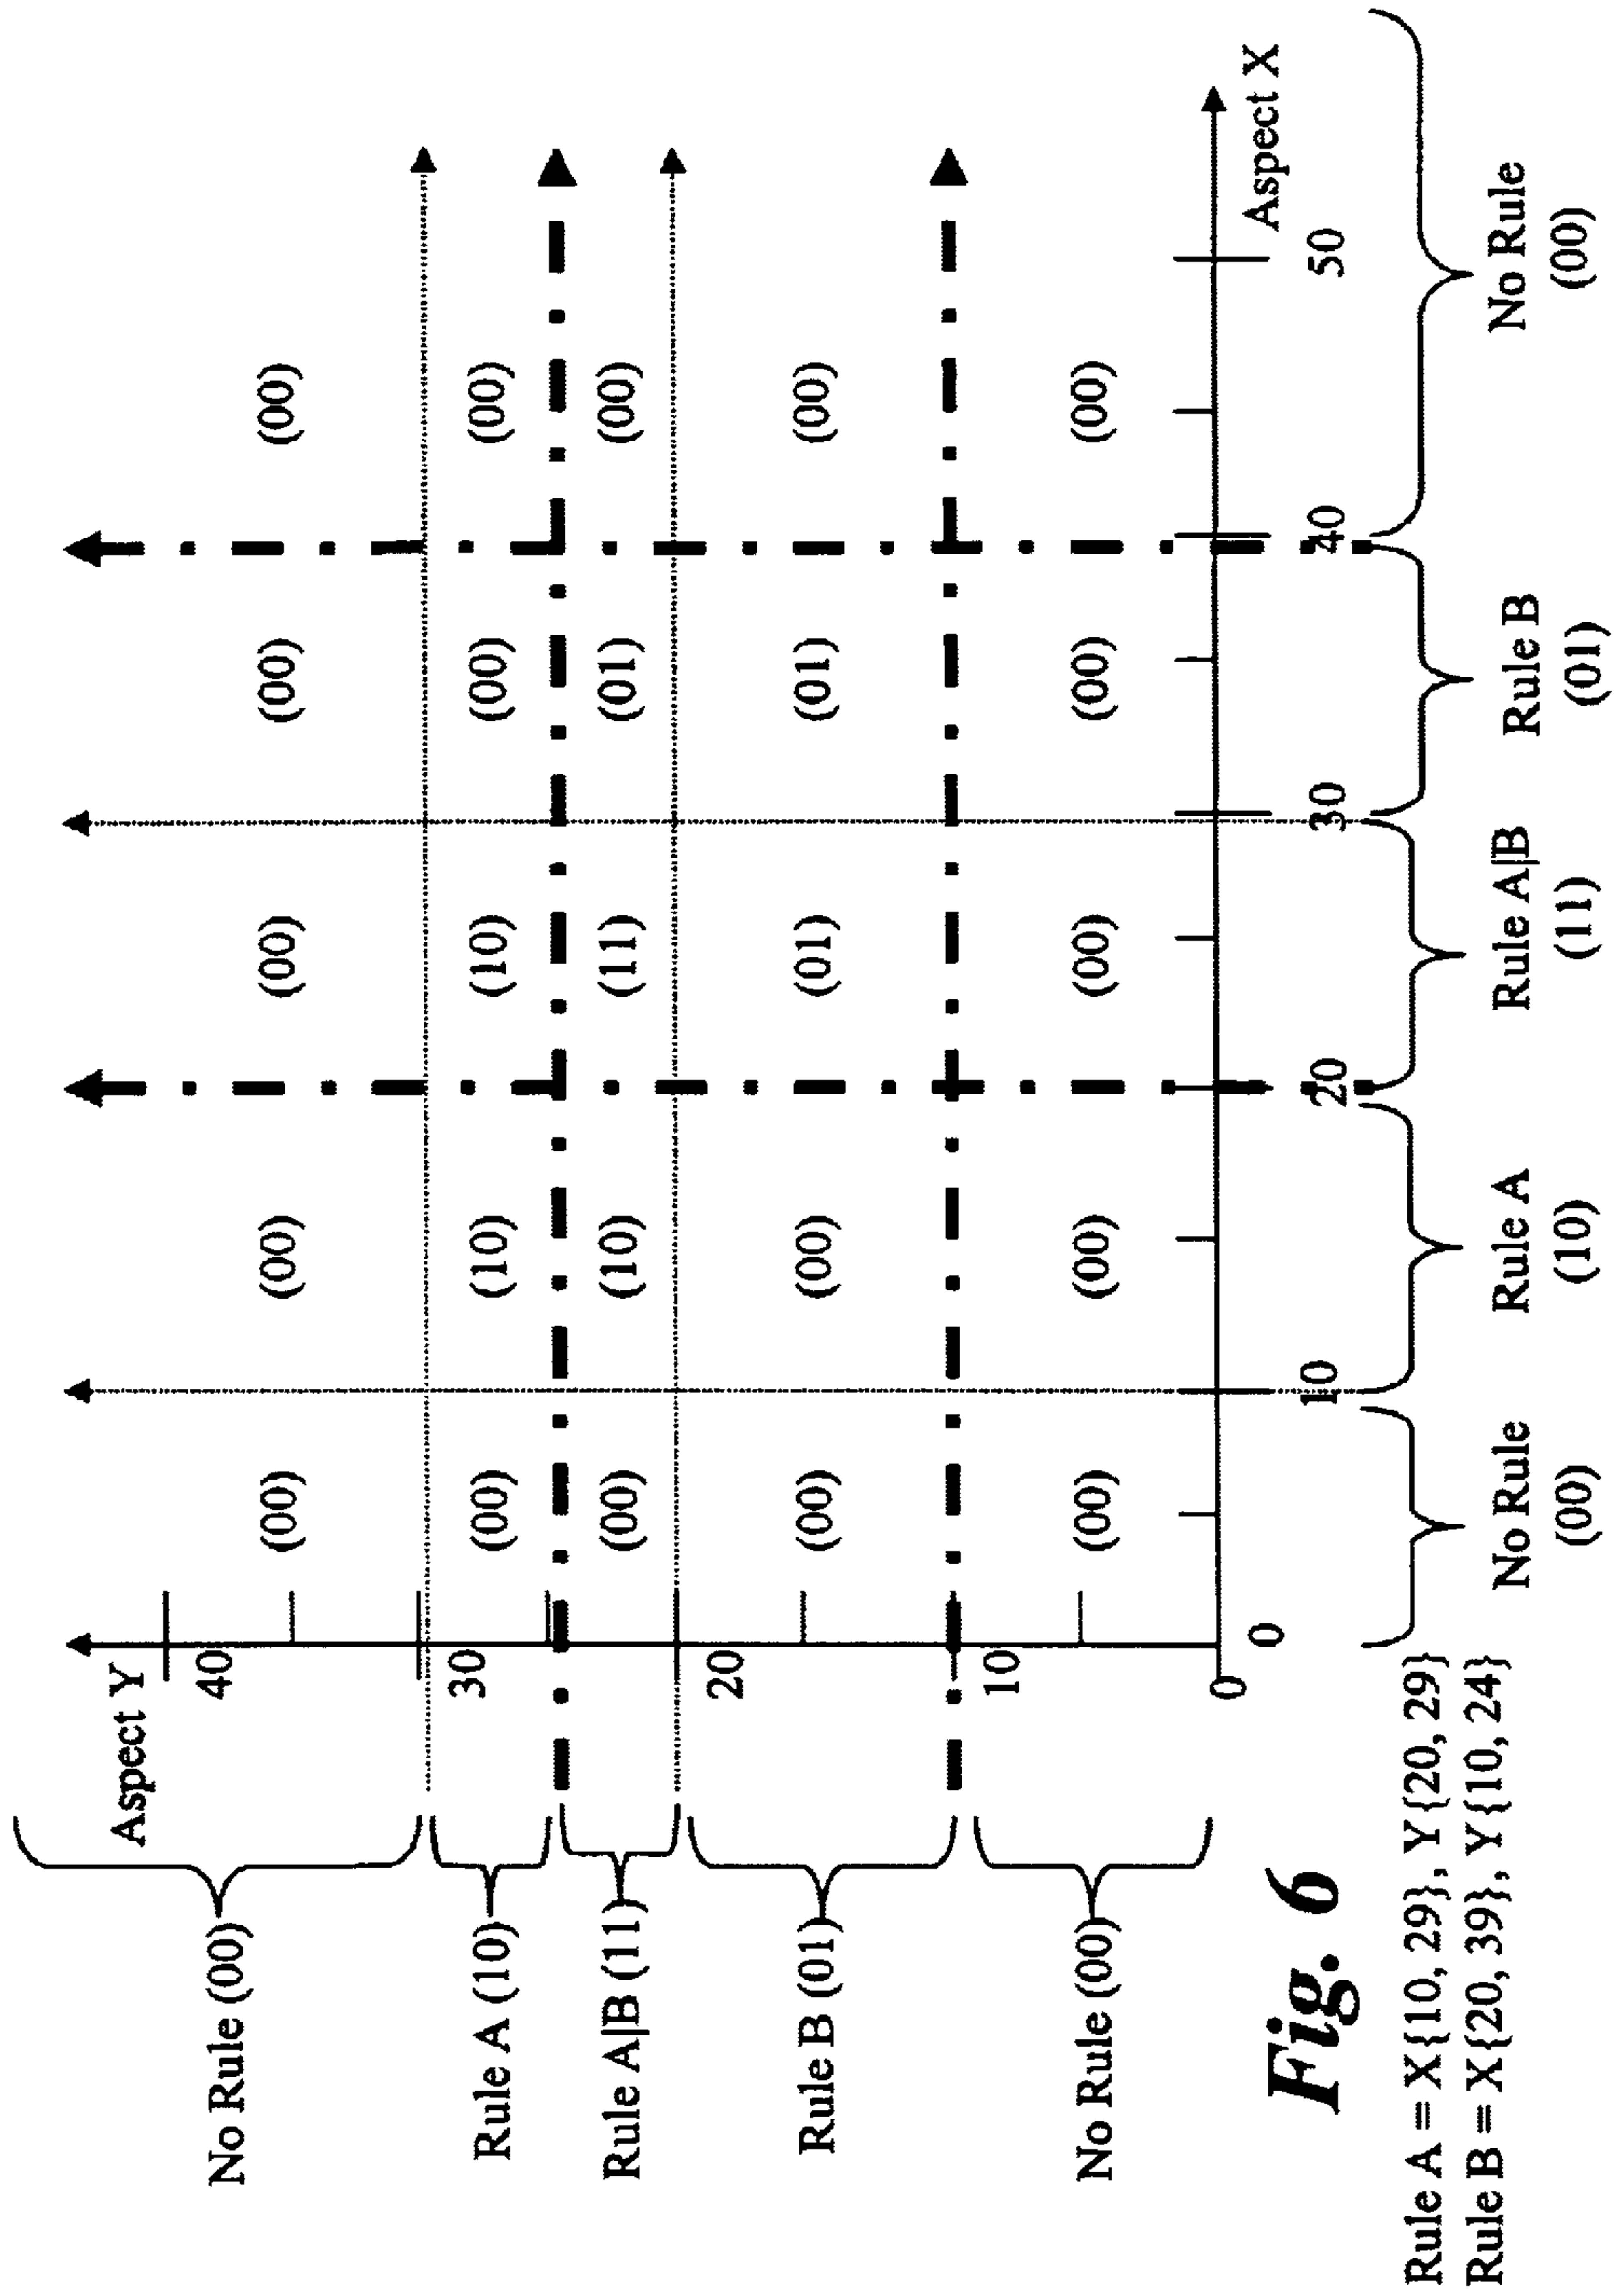 Aspect Y
No Rule (00)
40
(00) (00) (00) (00) (00)
30
Rule A (10)
(00) (10) (10) (00) (00)
Rule A|B (11)
(00) (10) (11) (01) (00)
20
Rule B (01)
(00) (00) (01) (01) (00)
10
No Rule (00)
(00) (00) (00) (00) (00)
0
Aspect X
0 10 20 30 40 50
No Rule Rule A Rule A|B Rule B No Rule
(00) (10) (11) (01) (00)
Fig. 6
Rule A = X{10, 29}, Y{20, 29}
Rule B = X{20, 39}, Y{10, 24}